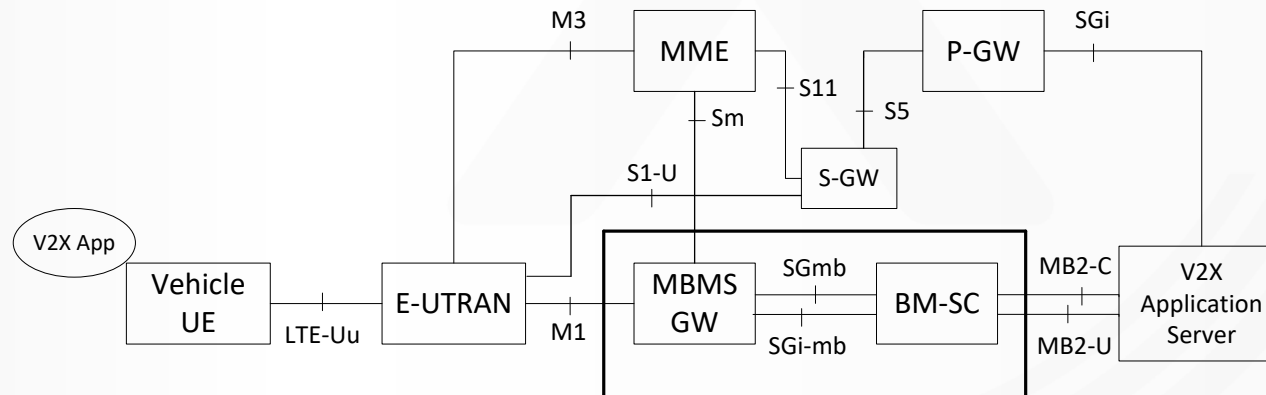 M3
MME
P-GW
SGi
S11
Sm
S5
S1-U
S-GW
V2X App
Vehicle
UE
LTE-Uu
E-UTRAN
M1
MBMS
GW
SGmb
SGi-mb
BM-SC
MB2-C
MB2-U
V2X
Application
Server